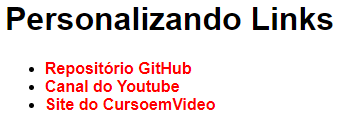 Personalizando Links
Repositório GitHub
Canal do Youtube
Site do CursoemVideo